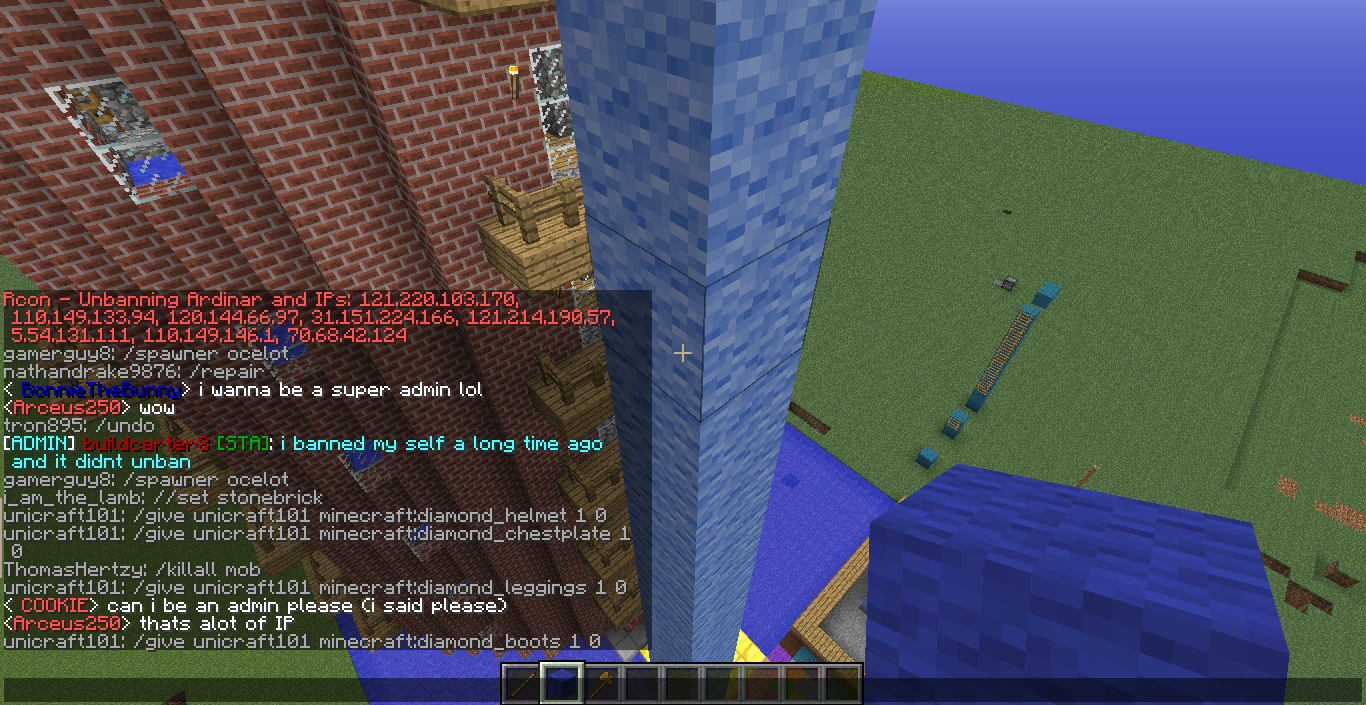 Rcon - Unbanning Ardinar and IPs: 121.220.103.170,
110.149.133.94, 120.144.66.97, 31.151.224.166, 121.214.190.57,
5.54.131.111, 110.149.146.1, 70.68.42.124
gamerguy8: /spawner ocelot
nathandrake9876: /repair
< BonnieTheBunny> i wanna be a super admin lol
<Arceus250> wow
tron895: /undo
[ADMIN] buildcarter8 [STA]: i banned my self a long time ago
and it didnt unban
gamerguy8: /spawner ocelot
i_am_the_lamb: //set stonebrick
unicraft101: /give unicraft101 minecraft:diamond_helmet 1 0
unicraft101: /give unicraft101 minecraft:diamond_chestplate 1
0
ThomasHertzy: /killall mob
unicraft101: /give unicraft101 minecraft:diamond_leggings 1 0
< COOKIE> can i be an admin please (i said please)
<Arceus250> thats alot of IP
unicraft101: /give unicraft101 minecraft:diamond_boots 1 0